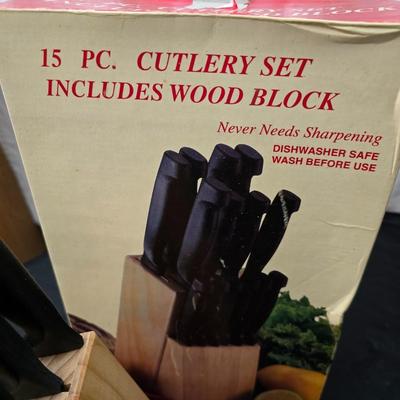 15 PC. CUTLERY SET
INCLUDES WOOD BLOCK
Never Needs Sharpening
DISHWASHER SAFE
WASH BEFORE USE